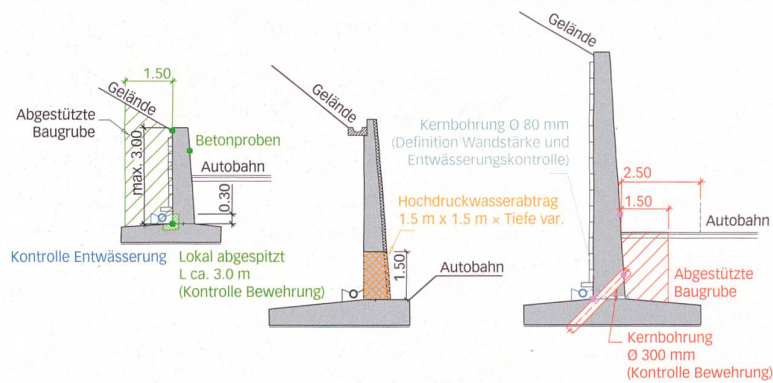 1.50
Gelände
Abgestützte
Baugrube
max. 3.00
Betonproben
Autobahn
0.30
Kontrolle Entwässerung
Lokal abgespitzt
L ca. 3.0 m
(Kontrolle Bewehrung)
Gelände
Kernbohrung O 80 mm
(Definition Wandstärke und
Entwässerungskontrolle)
Hochdruckwasserabtrag
1.5 m x 1.5 m × Tiefe var.
1.50
Autobahn
Gelände
2.50
1.50
Autobahn
Abgestützte
Baugrube
Kernbohrung
Ø 300 mm
(Kontrolle Bewehrung)